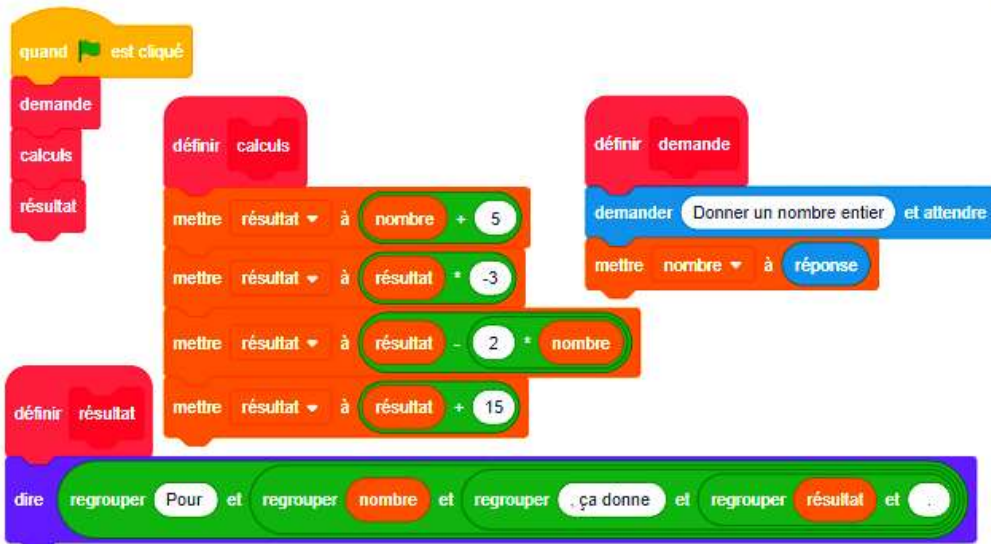 quand est cliqué
demande
calculs
résultat
définir calculs
mettre résultat à nombre + 5
mettre résultat à résultat * -3
mettre résultat à résultat - 2 * nombre
mettre résultat à résultat + 15
définir demande
demander Donner un nombre entier et attendre
mettre nombre à réponse
définir résultat
dire regrouper Pour et regrouper nombre et regrouper , ça donne et regrouper résultat et .